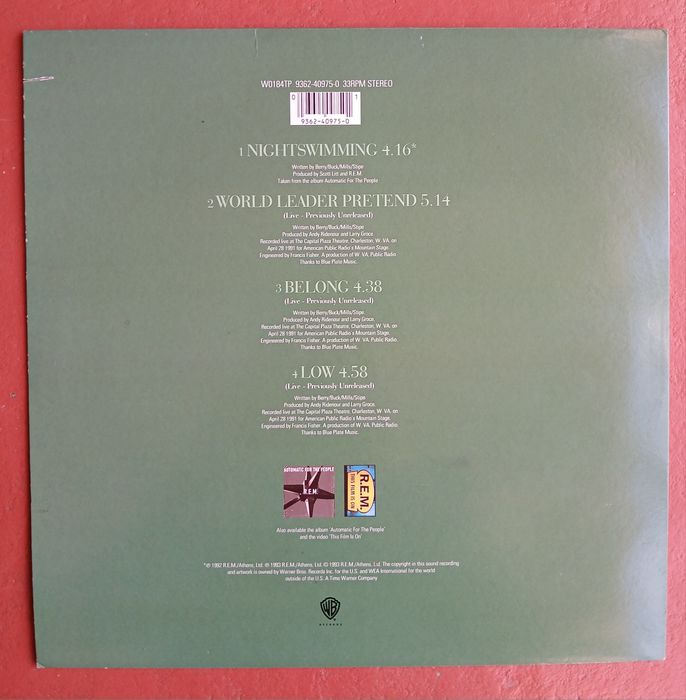 W0184TP 9362-40975-0 33RPM STEREO
0 1
9362-40975-0
1 NIGHTSWIMMING 4.16*
Written by Berry/Buck/Mills/Stipe
Produced by Scott Litt and R.E.M.
Taken from the album Automatic For The People
2 WORLD LEADER PRETEND 5.14
(Live - Previously Unreleased)
Written by Berry/Buck/Mills/Stipe
Produced by Andy Ridenour and Larry Groce.
Recorded live at The Capital Plaza Theatre, Charleston, W. VA. on
April 28 1991 for American Public Radio's Mountain Stage.
Engineered by Francis Fisher. A production of W. VA. Public Radio.
Thanks to Blue Plate Music.
3 BELONG 4.38
(Live - Previously Unreleased)
Written by Berry/Buck/Mills/Stipe
Produced by Andy Ridenour and Larry Groce.
Recorded live at The Capital Plaza Theatre, Charleston, W. VA. on
April 28 1991 for American Public Radio's Mountain Stage.
Engineered by Francis Fisher. A production of W. VA. Public Radio.
Thanks to Blue Plate Music.
4 LOW 4.58
(Live - Previously Unreleased)
Written by Berry/Buck/Mills/Stipe
Produced by Andy Ridenour and Larry Groce.
Recorded live at The Capital Plaza Theatre, Charleston, W. VA. on
April 28 1991 for American Public Radio's Mountain Stage.
Engineered by Francis Fisher. A production of W. VA. Public Radio.
Thanks to Blue Plate Music.
AUTOMATIC FOR THE PEOPLE
R.E.M.
R.E.M.
THIS FILM IS ON
Also available the album 'Automatic For The People'
and the video 'This Film Is On'
*℗ 1992 R.E.M./Athens, Ltd. ℗ 1993 R.E.M./Athens, Ltd. © 1993 R.E.M./Athens, Ltd. The copyright in this sound recording
and artwork is owned by Warner Bros. Records Inc. for the U.S. and WEA International for the world
outside of the U.S. A Time Warner Company
WB
RECORDS